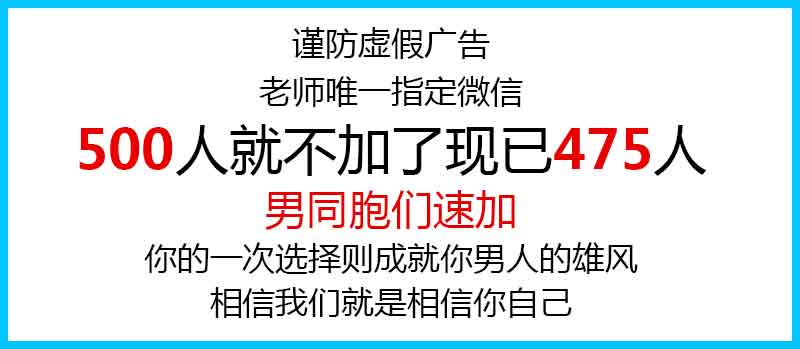 谨防虚假广告
老师唯一指定微信
500人就不加了现已475人
男同胞们速加
你的一次选择则成就你男人的雄风
相信我们就是相信你自己